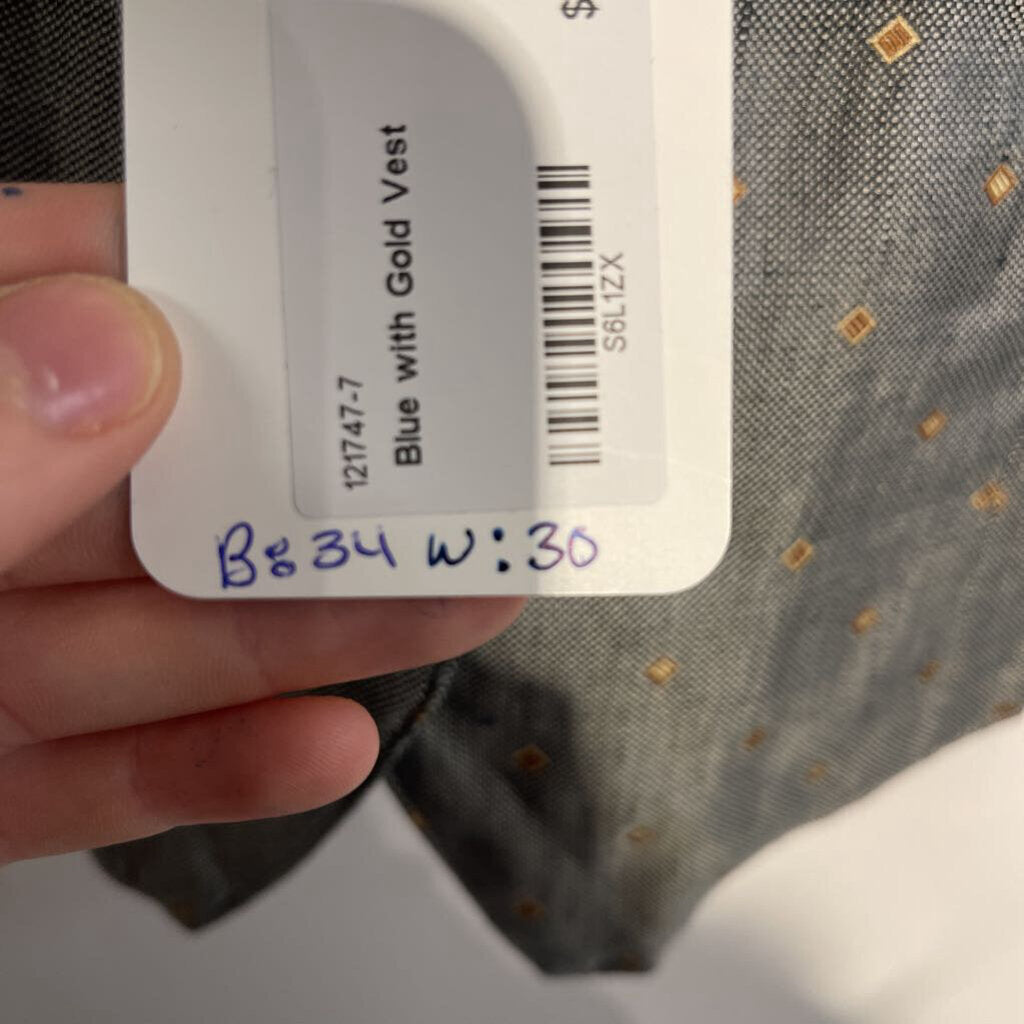 121747-7
Blue with Gold Vest
$
S6L1ZX
B: 34 W: 30